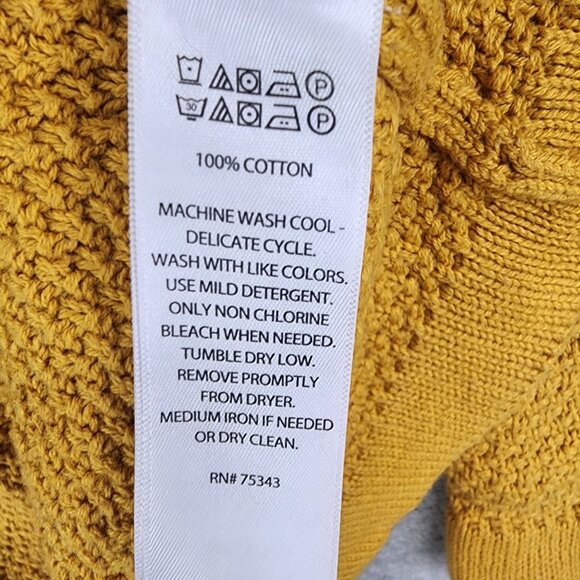 P
30 P
100% COTTON
MACHINE WASH COOL -
DELICATE CYCLE.
WASH WITH LIKE COLORS.
USE MILD DETERGENT.
ONLY NON CHLORINE
BLEACH WHEN NEEDED.
TUMBLE DRY LOW.
REMOVE PROMPTLY
FROM DRYER.
MEDIUM IRON IF NEEDED
OR DRY CLEAN.
RN# 75343